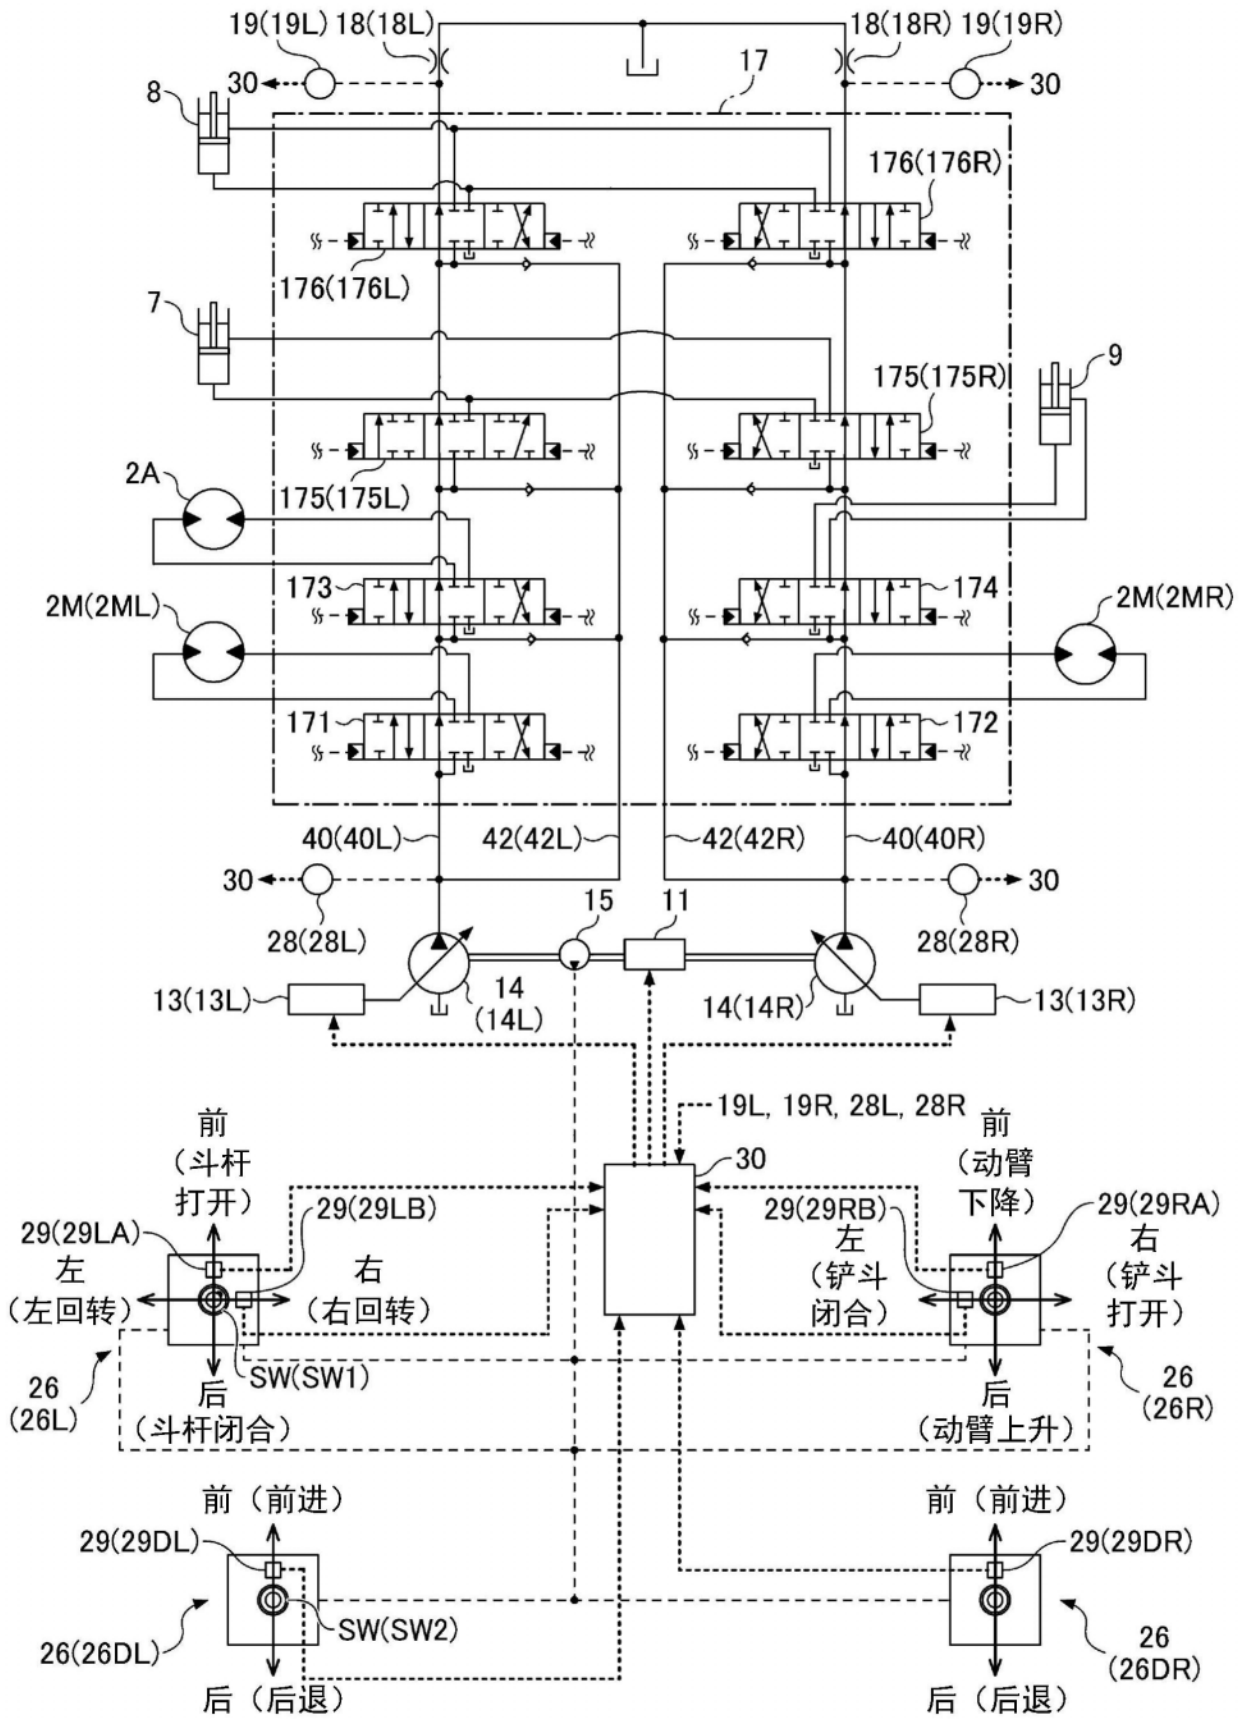 19(19L) 18(18L) 18(18R) 19(19R)
30 17 30
8
176(176R)
176(176L)
7
9
175(175R)
2A
175(175L)
173 174
2M(2ML) 2M(2MR)
171 172
40(40L) 42(42L) 42(42R) 40(40R)
30 15 11 30
28(28L) 28(28R)
13(13L) 14 14(14R) 13(13R)
(14L)
19L, 19R, 28L, 28R
前 前
(斗杆 30 (动臂
打开) 下降)
29(29LB) 29(29RB) 29(29RA)
29(29LA)
左 右 左 右
(左回转) (右回转) (铲斗 (铲斗
闭合) 打开)
SW(SW1)
26 后 后 26
(26L) (斗杆闭合) (动臂上升) (26R)
前(前进) 前(前进)
29(29DL) 29(29DR)
SW(SW2)
26(26DL) 26
(26DR)
后(后退) 后(后退)